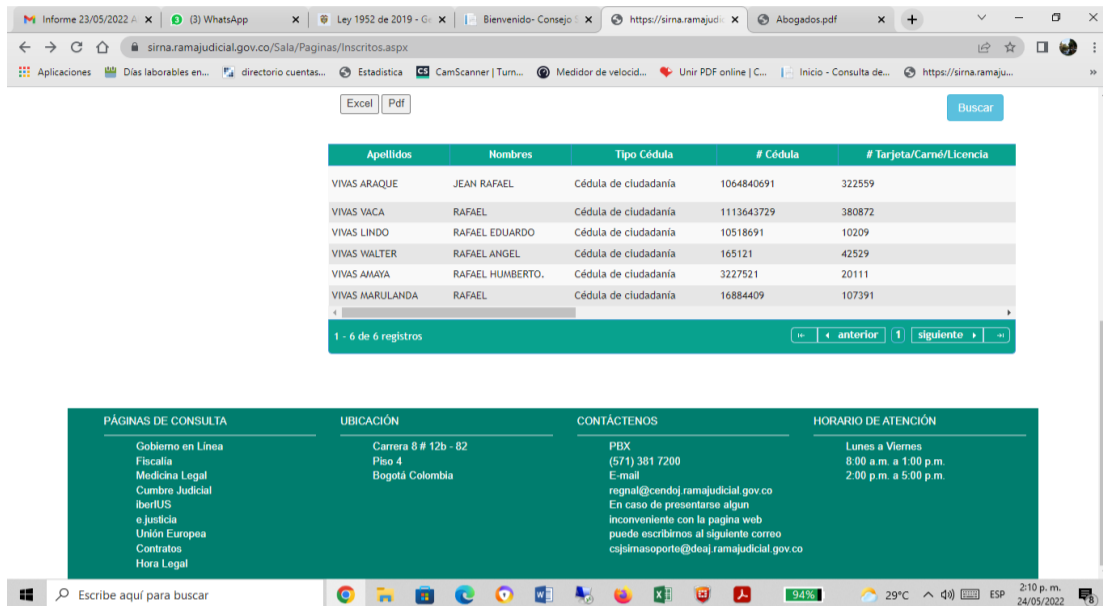 Informe 23/05/2022 A
(3) WhatsApp
Ley 1952 de 2019 - Ge
Bienvenido- Consejo S
https://sirna.ramajudic
Abogados.pdf
sirna.ramajudicial.gov.co/Sala/Paginas/Inscritos.aspx
Aplicaciones Días laborables en... directorio cuentas... Estadistica CS CamScanner | Turn... Medidor de velocid... Unir PDF online | C... Inicio - Consulta de... https://sirna.ramaju... »
Excel Pdf Buscar
Apellidos Nombres Tipo Cédula # Cédula # Tarjeta/Carné/Licencia
VIVAS ARAQUE JEAN RAFAEL Cédula de ciudadanía 1064840691 322559
VIVAS VACA RAFAEL Cédula de ciudadanía 1113643729 380872
VIVAS LINDO RAFAEL EDUARDO Cédula de ciudadanía 10518691 10209
VIVAS WALTER RAFAEL ANGEL Cédula de ciudadanía 165121 42529
VIVAS AMAYA RAFAEL HUMBERTO. Cédula de ciudadanía 3227521 20111
VIVAS MARULANDA RAFAEL Cédula de ciudadanía 16884409 107391
1 - 6 de 6 registros anterior 1 siguiente
PÁGINAS DE CONSULTA
Gobierno en Línea
Fiscalía
Medicina Legal
Cumbre Judicial
iberIUS
e.justicia
Unión Europea
Contratos
Hora Legal
UBICACIÓN
Carrera 8 # 12b - 82
Piso 4
Bogotá Colombia
CONTÁCTENOS
PBX
(571) 381 7200
E-mail
regnal@cendoj.ramajudicial.gov.co
En caso de presentarse algun
inconveniente con la pagina web
puede escribirnos al siguiente correo
csjsirnasoporte@deaj.ramajudicial.gov.co
HORARIO DE ATENCIÓN
Lunes a Viernes
8:00 a.m. a 1:00 p.m.
2:00 p.m. a 5:00 p.m.
Escribe aquí para buscar
94% 29°C ESP 2:10 p. m.
24/05/2022
8